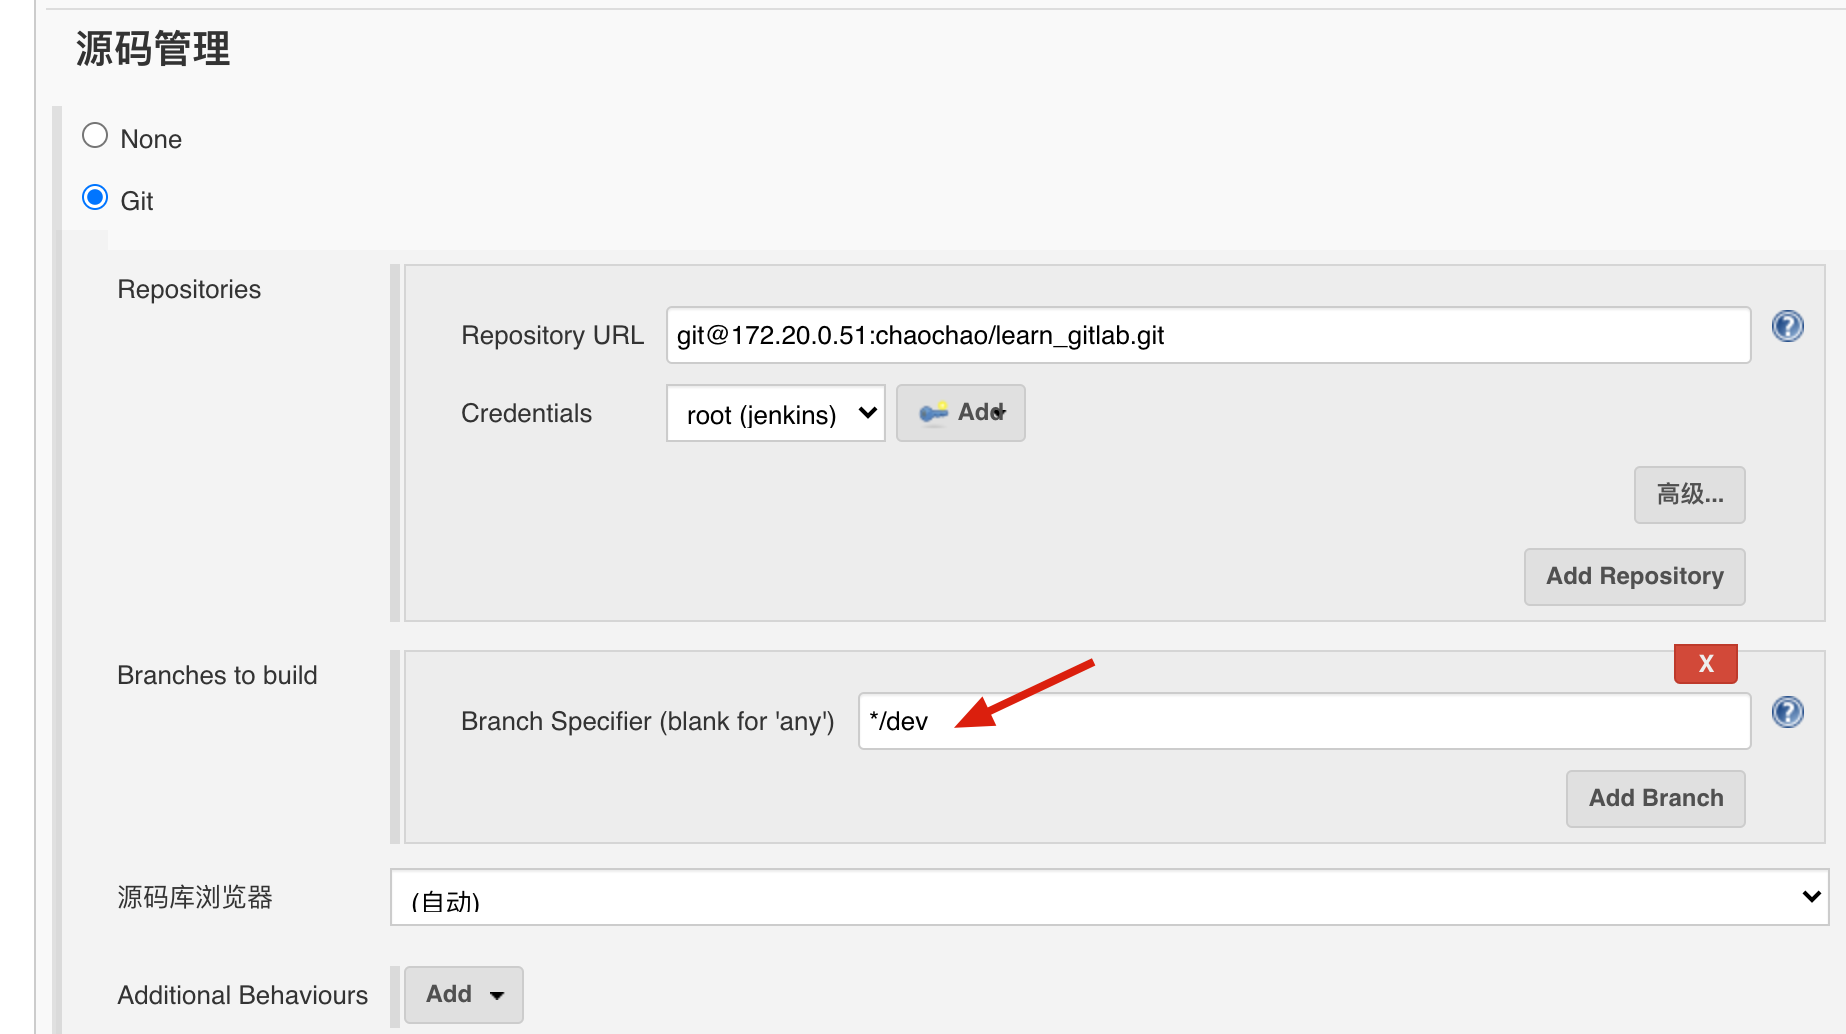 源码管理
None
Git
Repositories
Repository URL git@172.20.0.51:chaochao/learn_gitlab.git
Credentials root (jenkins) Add
高级...
Add Repository
Branches to build
X
Branch Specifier (blank for 'any') */dev
Add Branch
源码库浏览器 (自动)
Additional Behaviours Add